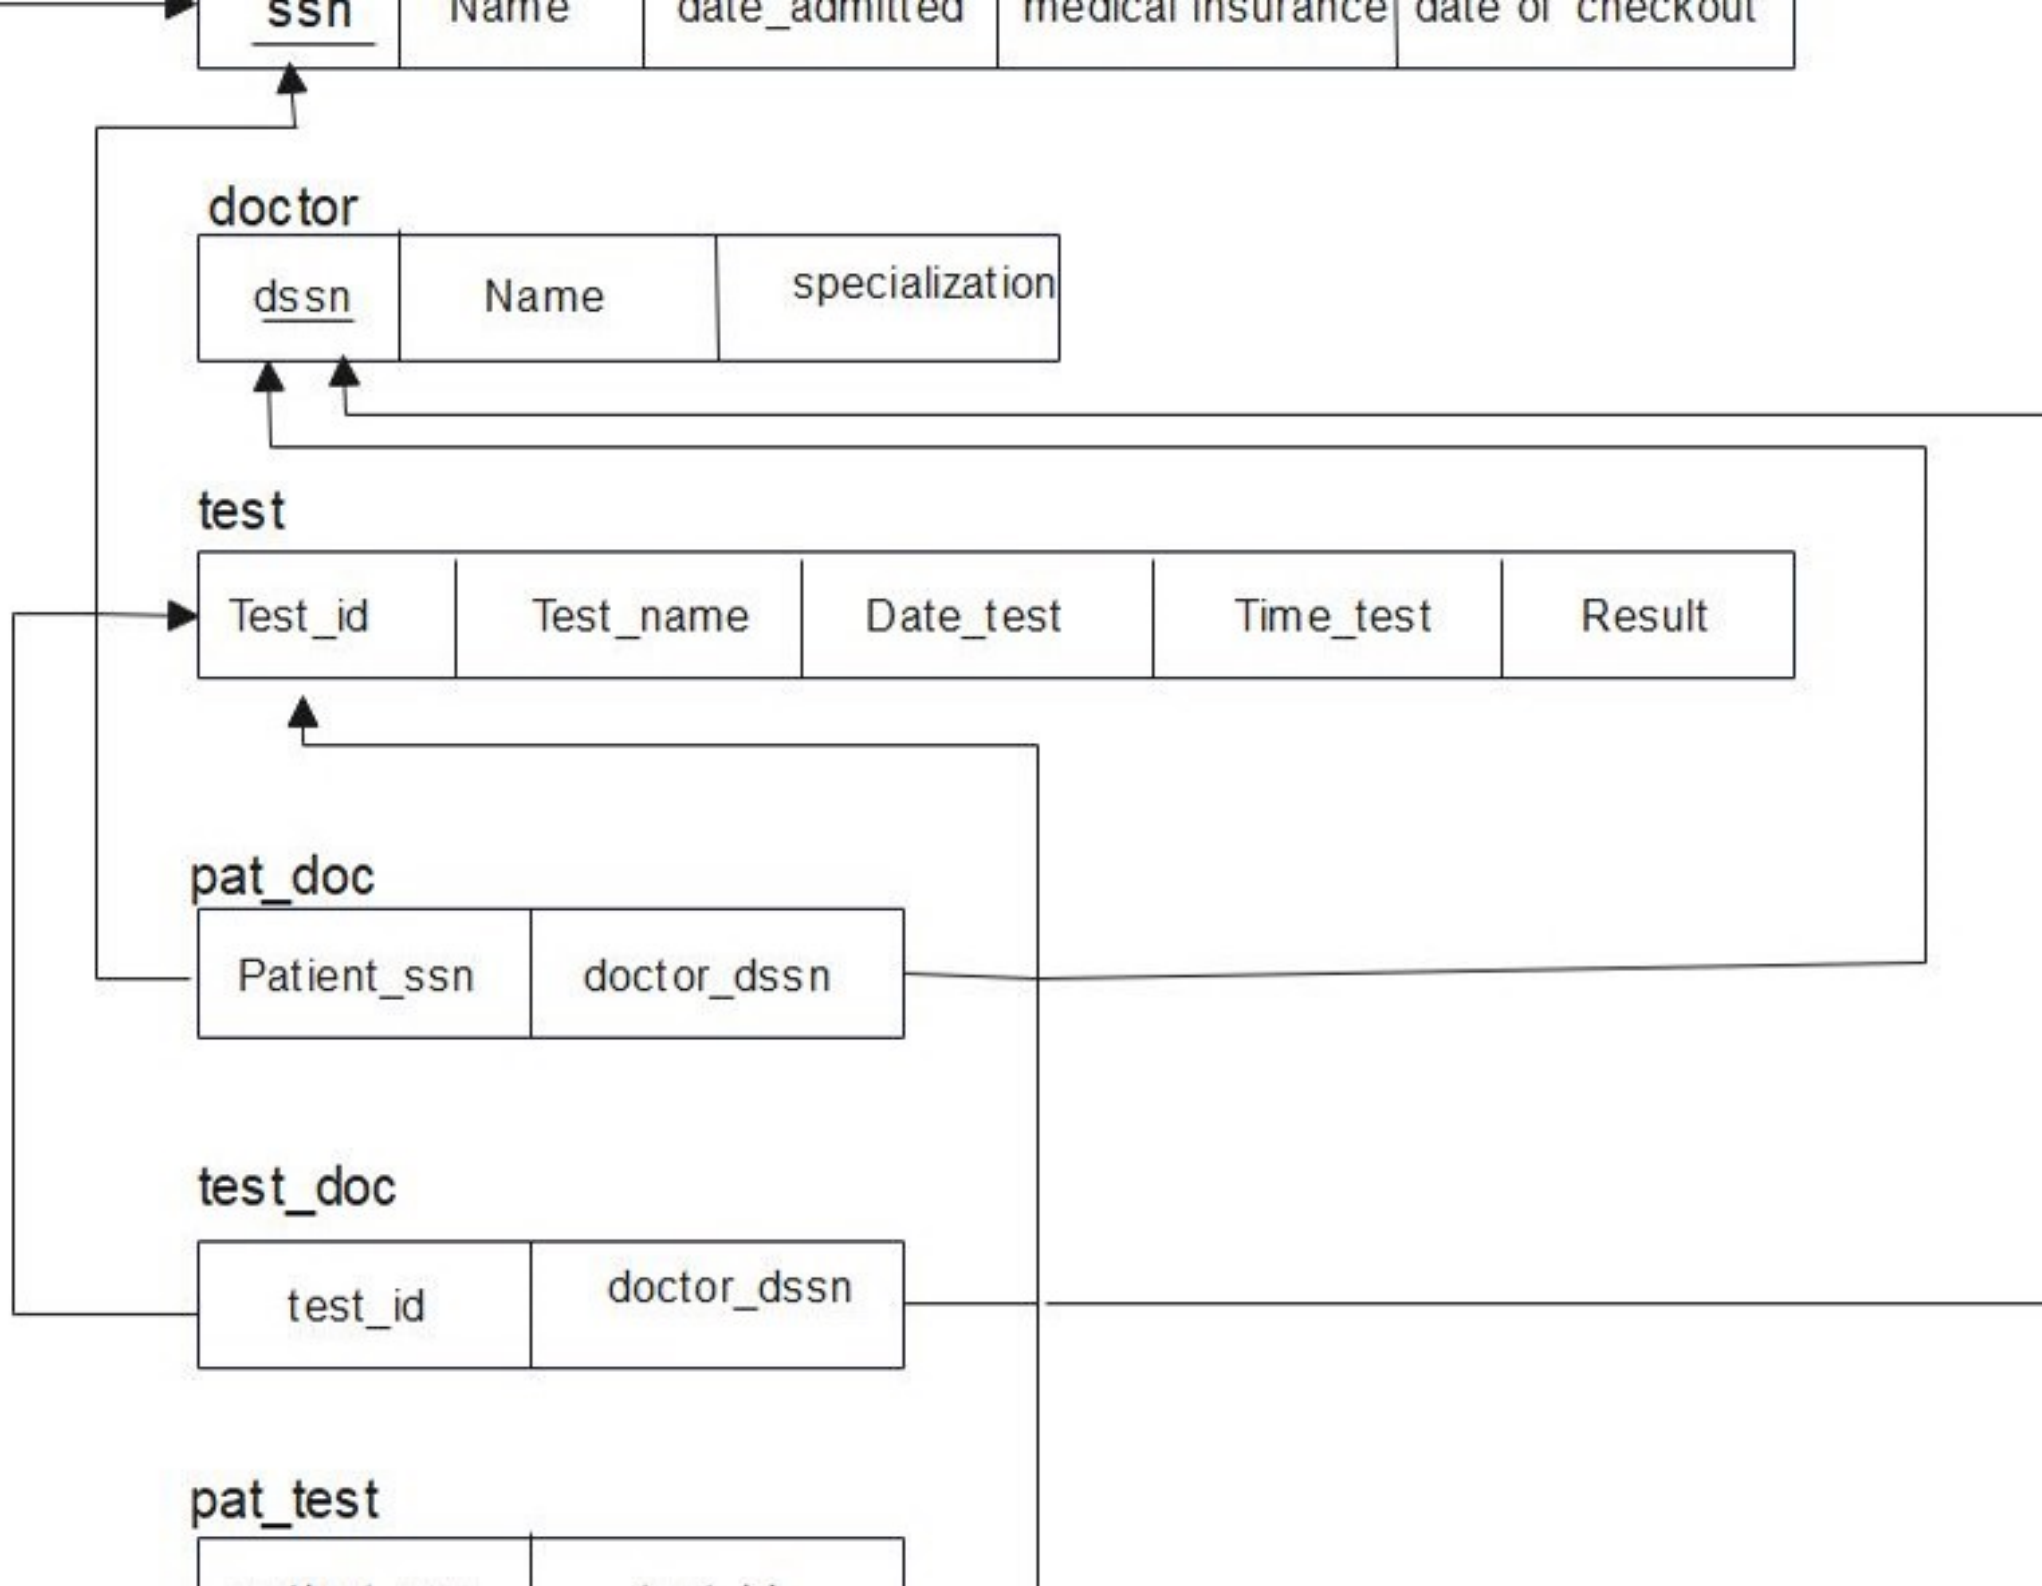 ssn Name date_admitted medical insurance date of checkout
doctor
dssn Name specialization
test
Test_id Test_name Date_test Time_test Result
pat_doc
Patient_ssn doctor_dssn
test_doc
test_id doctor_dssn
pat_test